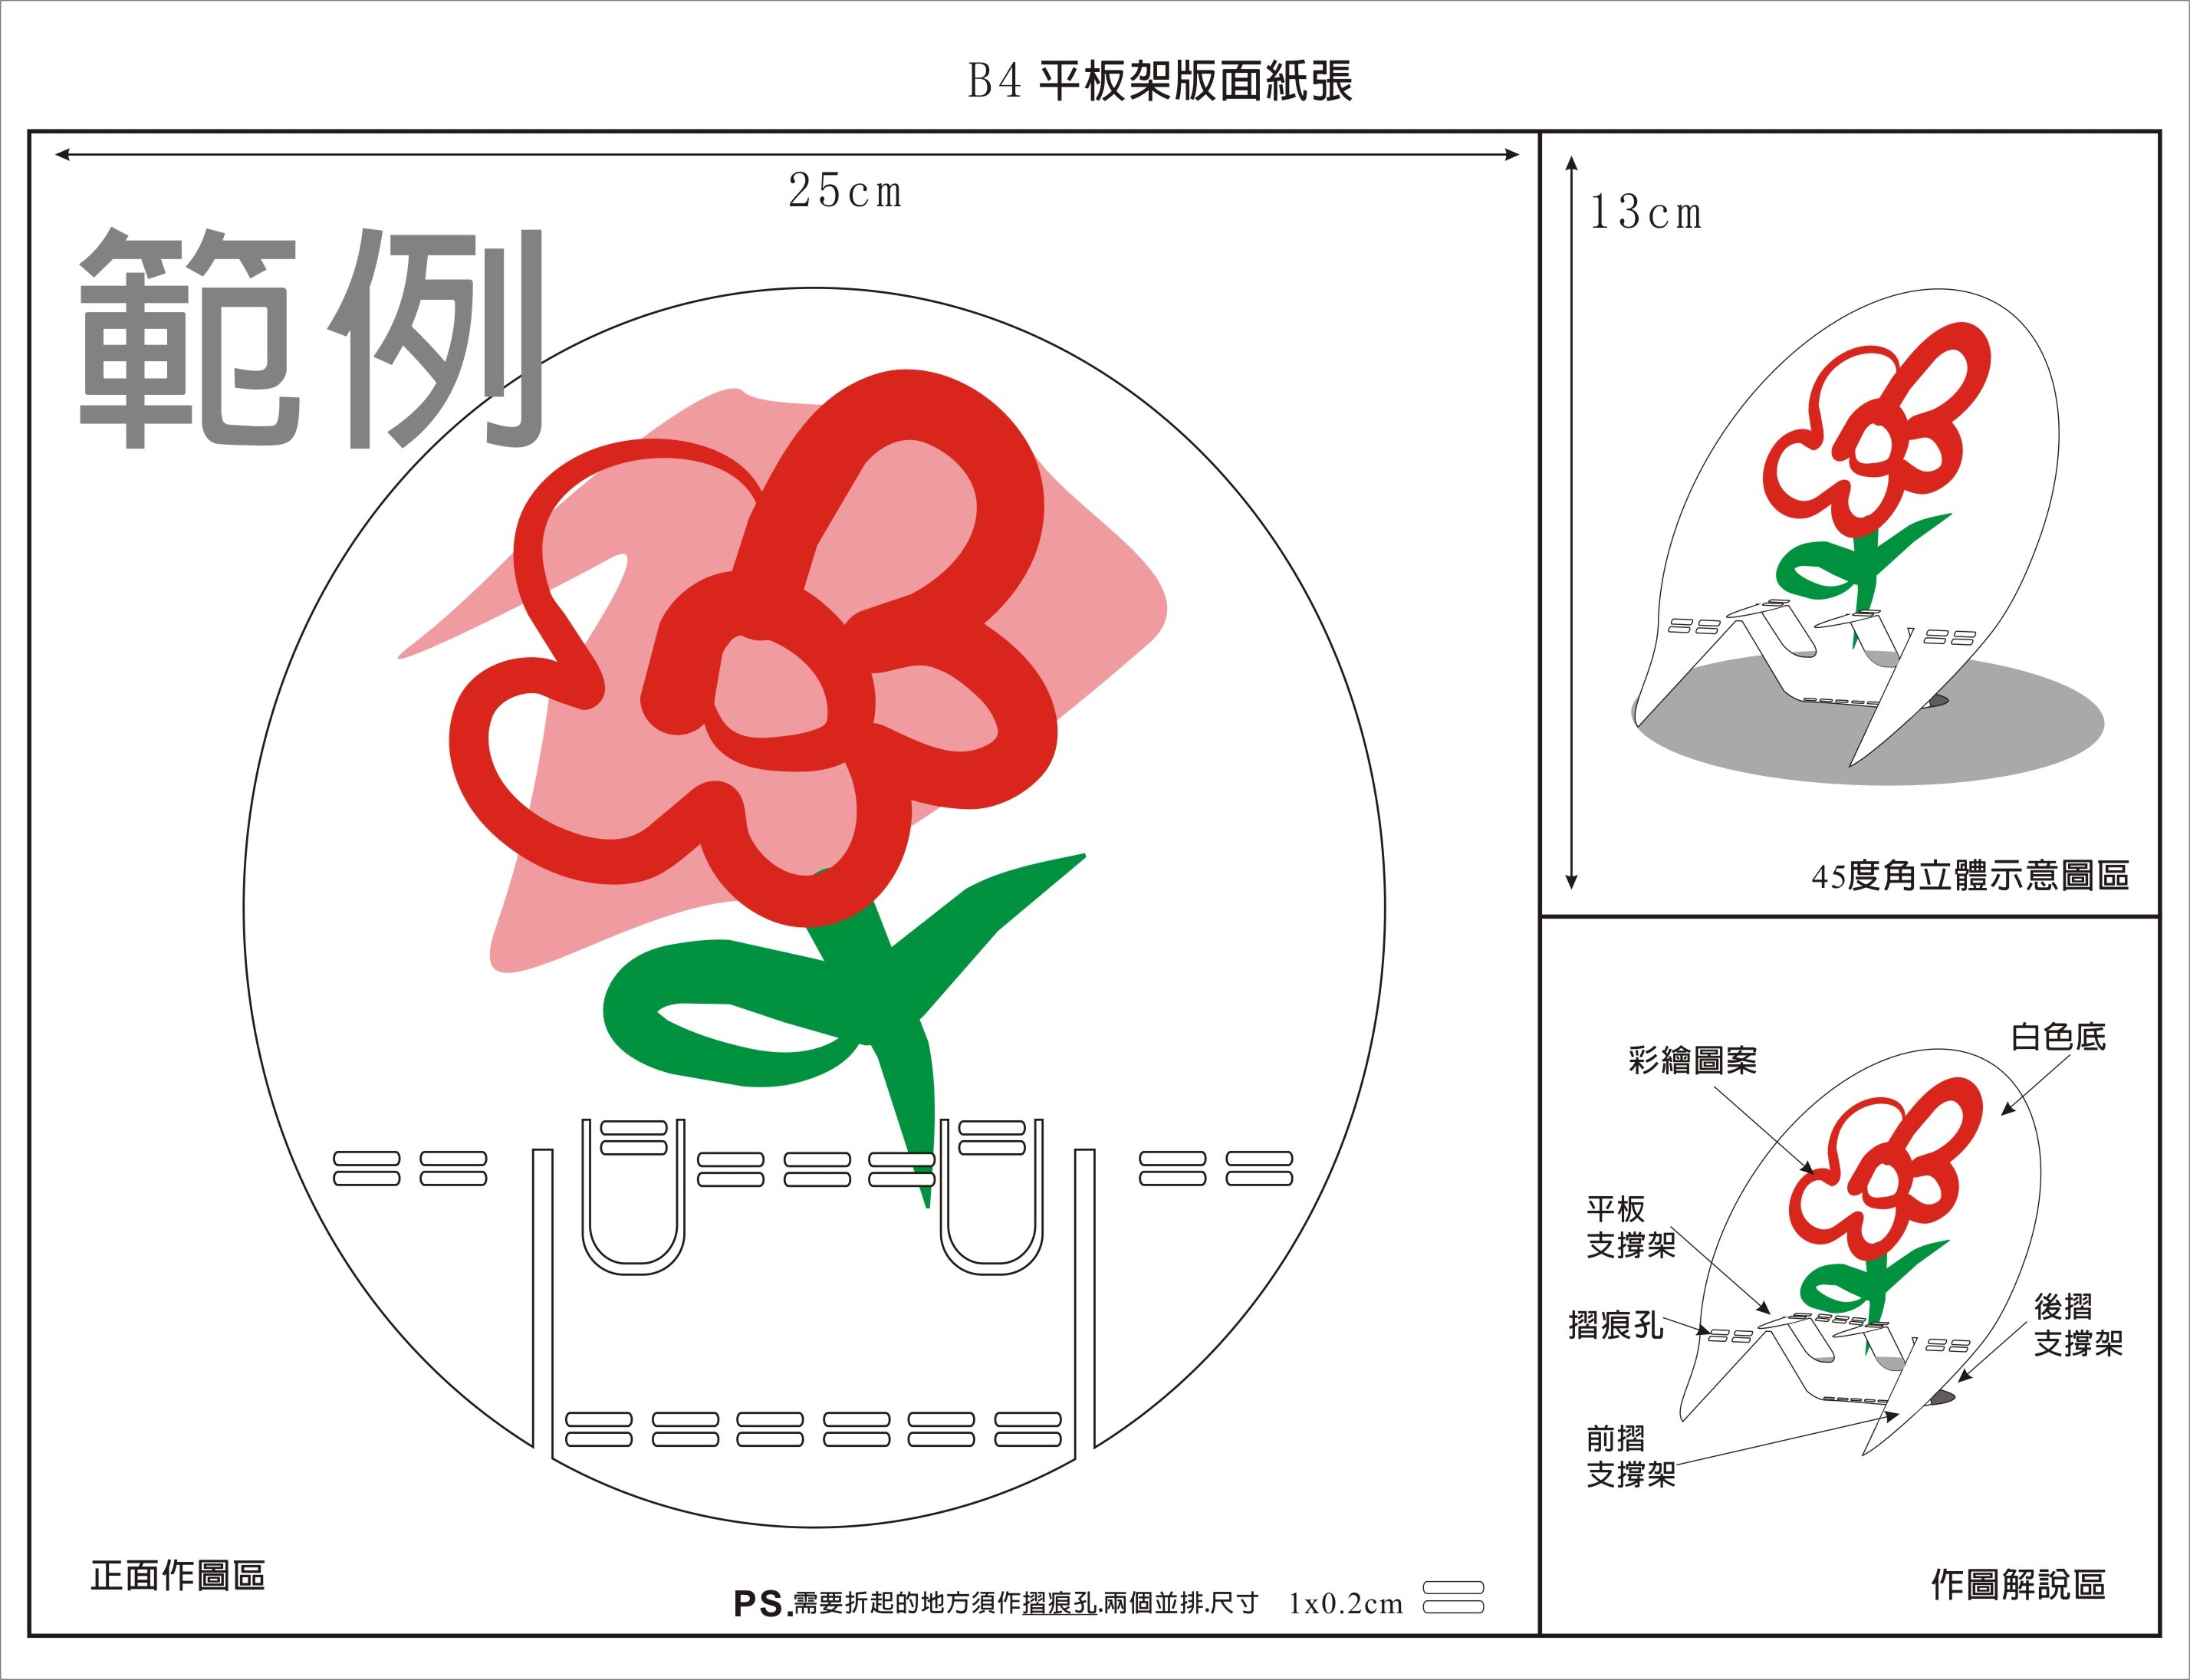 B4 平板架版面紙張
25cm
範例
正面作圖區
PS.需要折起的地方須作摺痕孔.兩個並排.尺寸 1x0.2cm
13cm
45度角立體示意圖區
彩繪圖案
白色底
平板
支撐架
摺痕孔
後摺
支撐架
前摺
支撐架
作圖解說區